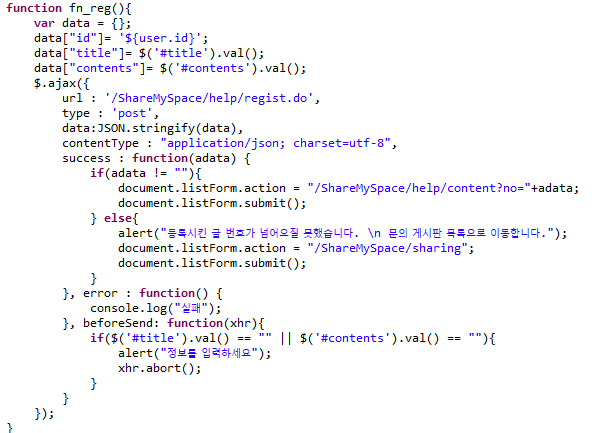 function fn_reg(){
    var data = {};
    data["id"]= '${user.id}';
    data["title"]= $('#title').val();
    data["contents"]= $('#contents').val();
    $.ajax({
        url : '/ShareMySpace/help/regist.do',
        type : 'post',
        data:JSON.stringify(data),
        contentType : "application/json; charset=utf-8",
        success : function(adata) {
            if(adata != ""){
                document.listForm.action = "/ShareMySpace/help/content?no="+adata;
                document.listForm.submit();
            } else{
                alert("등록시킨 글 번호가 넘어오질 못했습니다. \n 문의 게시판 목록으로 이동합니다.");
                document.listForm.action = "/ShareMySpace/sharing";
                document.listForm.submit();
            }
        }, error : function() {
            console.log("실패");
        }, beforeSend: function(xhr){
            if($('#title').val() == "" || $('#contents').val() == ""){
                alert("정보를 입력하세요");
                xhr.abort();
            }
        }
    });
}